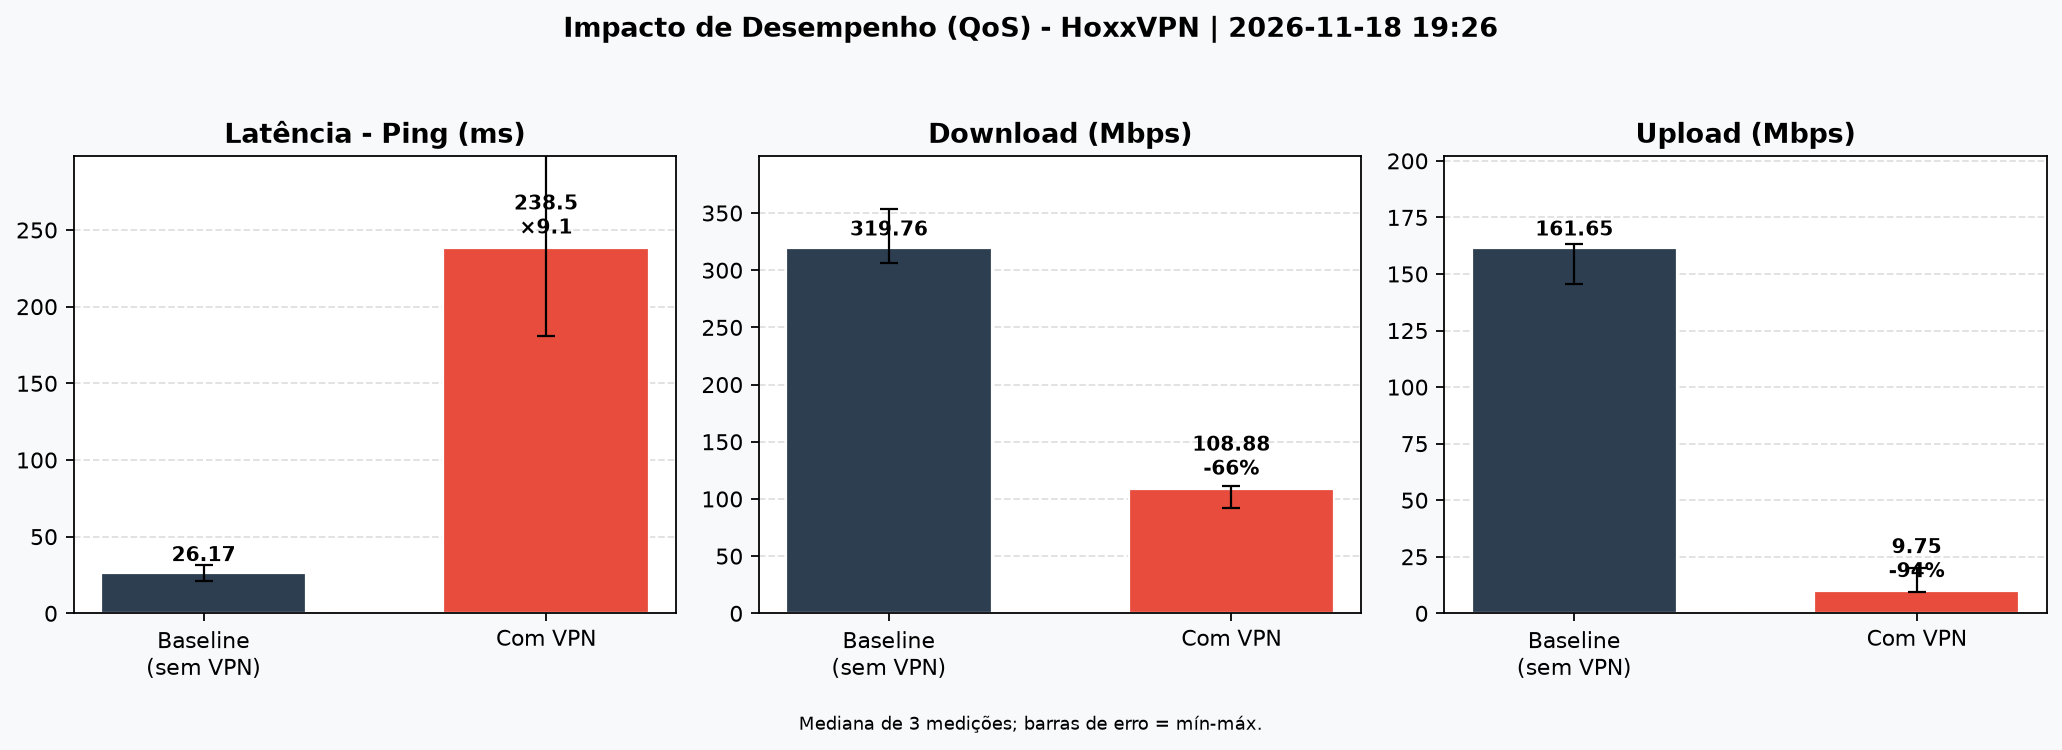 Impacto de Desempenho (QoS) - HoxxVPN | 2026-11-18 19:26
Latência - Ping (ms)
250
200
150
100
50
0
238.5
×9.1
26.17
Baseline
(sem VPN)
Com VPN
Download (Mbps)
350
300
250
200
150
100
50
0
319.76
108.88
-66%
Baseline
(sem VPN)
Com VPN
Upload (Mbps)
200
175
150
125
100
75
50
25
0
161.65
9.75
-94%
Baseline
(sem VPN)
Com VPN
Mediana de 3 medições; barras de erro = mín-máx.